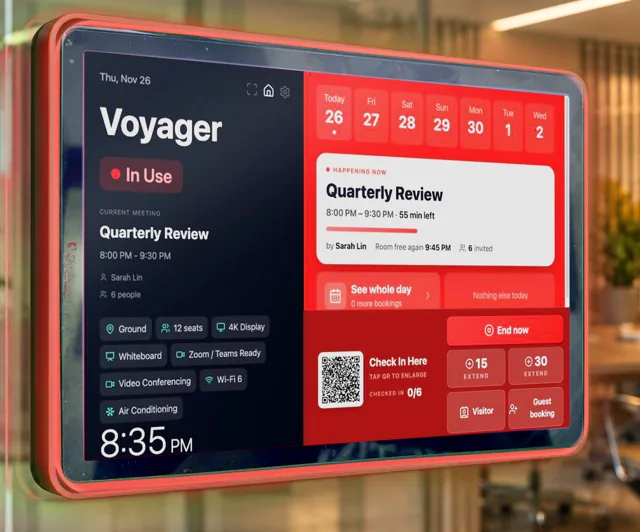 Thu, Nov 26
Voyager
In Use
CURRENT MEETING
Quarterly Review
8:00 PM – 9:30 PM
Sarah Lin
6 people
Ground
12 seats
4K Display
Whiteboard
Zoom / Teams Ready
Video Conferencing
Wi-Fi 6
Air Conditioning
8:35 PM
Today
26
Fri
27
Sat
28
Sun
29
Mon
30
Tue
1
Wed
2
HAPPENING NOW
Quarterly Review
8:00 PM – 9:30 PM · 55 min left
by Sarah Lin Room free again 9:45 PM 6 invited
See whole day
0 more bookings
Nothing else today
End now
Check In Here
TAP QR TO ENLARGE
CHECKED IN 0/6
15
EXTEND
30
EXTEND
Visitor
Guest
booking